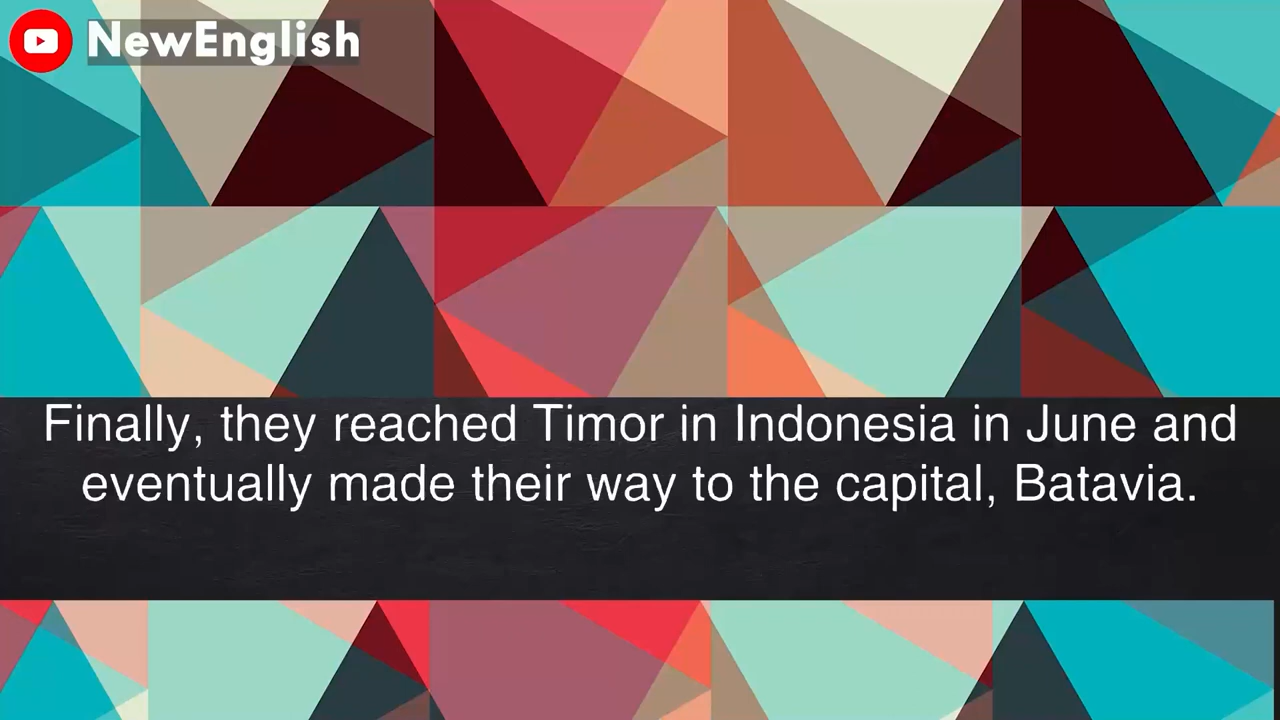 NewEnglish
Finally, they reached Timor in Indonesia in June and
eventually made their way to the capital, Batavia.